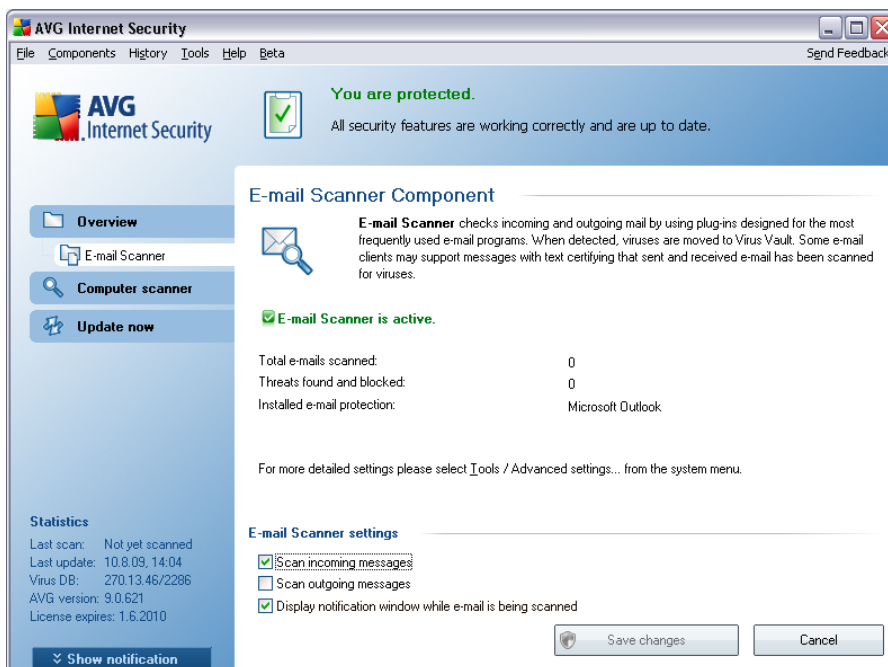 AVG Internet Security
File Components History Tools Help Beta
Send Feedback
AVG
Internet Security
You are protected.
All security features are working correctly and are up to date.
Overview
E-mail Scanner
Computer scanner
Update now
E-mail Scanner Component
E-mail Scanner checks incoming and outgoing mail by using plug-ins designed for the most
frequently used e-mail programs. When detected, viruses are moved to Virus Vault. Some e-mail
clients may support messages with text certifying that sent and received e-mail has been scanned
for viruses.
E-mail Scanner is active.
Total e-mails scanned: 0
Threats found and blocked: 0
Installed e-mail protection: Microsoft Outlook
For more detailed settings please select Tools / Advanced settings... from the system menu.
E-mail Scanner settings
Scan incoming messages
Scan outgoing messages
Display notification window while e-mail is being scanned
Save changes
Cancel
Statistics
Last scan: Not yet scanned
Last update: 10.8.09, 14:04
Virus DB: 270.13.46/2286
AVG version: 9.0.621
License expires: 1.6.2010
Show notification